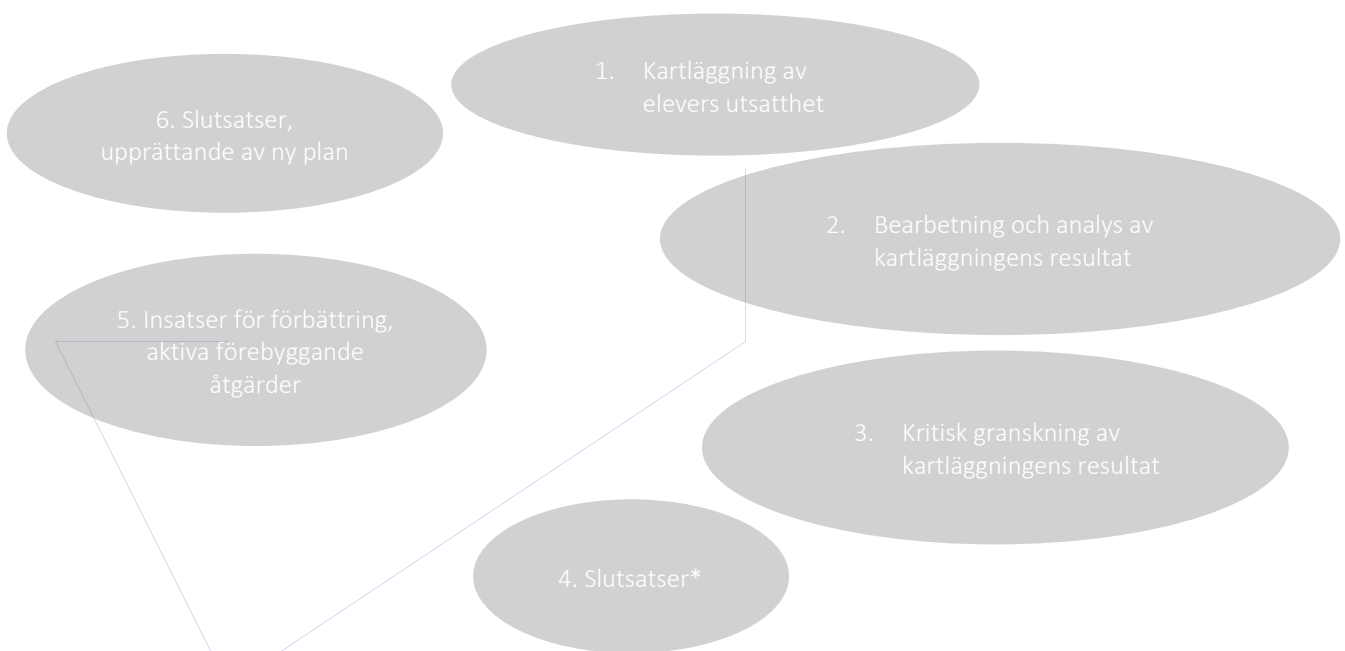 1. Kartläggning av
elevers utsatthet
2. Bearbetning och analys av
kartläggningens resultat
3. Kritisk granskning av
kartläggningens resultat
4. Slutsatser*
5. Insatser för förbättring,
aktiva förebyggande
åtgärder
6. Slutsatser,
upprättande av ny plan